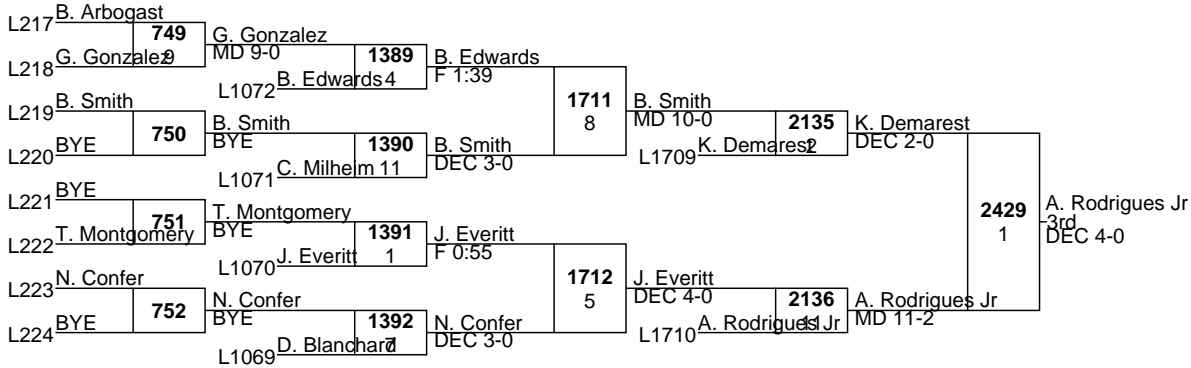 L217 B. Arbogast
749
9
L218 G. Gonzalez
G. Gonzalez
MD 9-0
1389
4
L1072 B. Edwards
B. Edwards
F 1:39
L219 B. Smith
750
L220 BYE
B. Smith
BYE
1390
11
L1071 C. Milheim
B. Smith
DEC 3-0
1711
8
B. Smith
MD 10-0
2135
2
L1709 K. Demarest
K. Demarest
DEC 2-0
L221 BYE
751
L222 T. Montgomery
T. Montgomery
BYE
1391
1
L1070 J. Everitt
J. Everitt
F 0:55
L223 N. Confer
752
L224 BYE
N. Confer
BYE
1392
7
L1069 D. Blanchard
N. Confer
DEC 3-0
1712
5
J. Everitt
DEC 4-0
2136
11
L1710 A. Rodrigues Jr
A. Rodrigues Jr
MD 11-2
2429
1
A. Rodrigues Jr
3rd
DEC 4-0